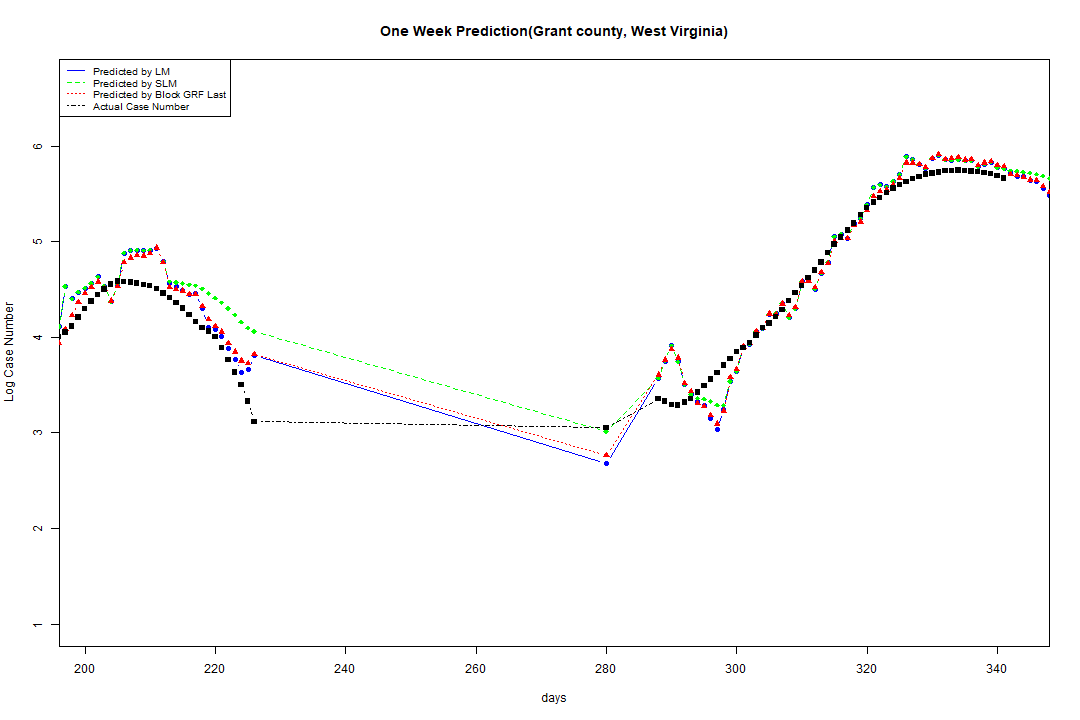 One Week Prediction(Grant county, West Virginia)
Predicted by LM
Predicted by SLM
Predicted by Block GRF Last
Actual Case Number
Log Case Number
6
5
4
3
2
1
200
220
240
260
280
300
320
340
days